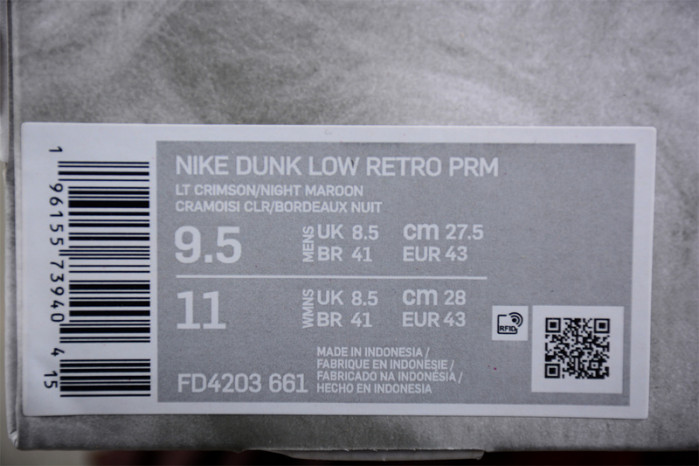 1 96155 73940 4 15
NIKE DUNK LOW RETRO PRM
LT CRIMSON/NIGHT MAROON
CRAMOISI CLR/BORDEAUX NUIT
9.5 MENS UK 8.5 cm 27.5
BR 41 EUR 43
11 WMNS UK 8.5 cm 28
BR 41 EUR 43
RFID
MADE IN INDONESIA /
FABRIQUE EN INDONÉSIE /
FABRICADO NA INDONÉSIA /
HECHO EN INDONESIA
FD4203 661